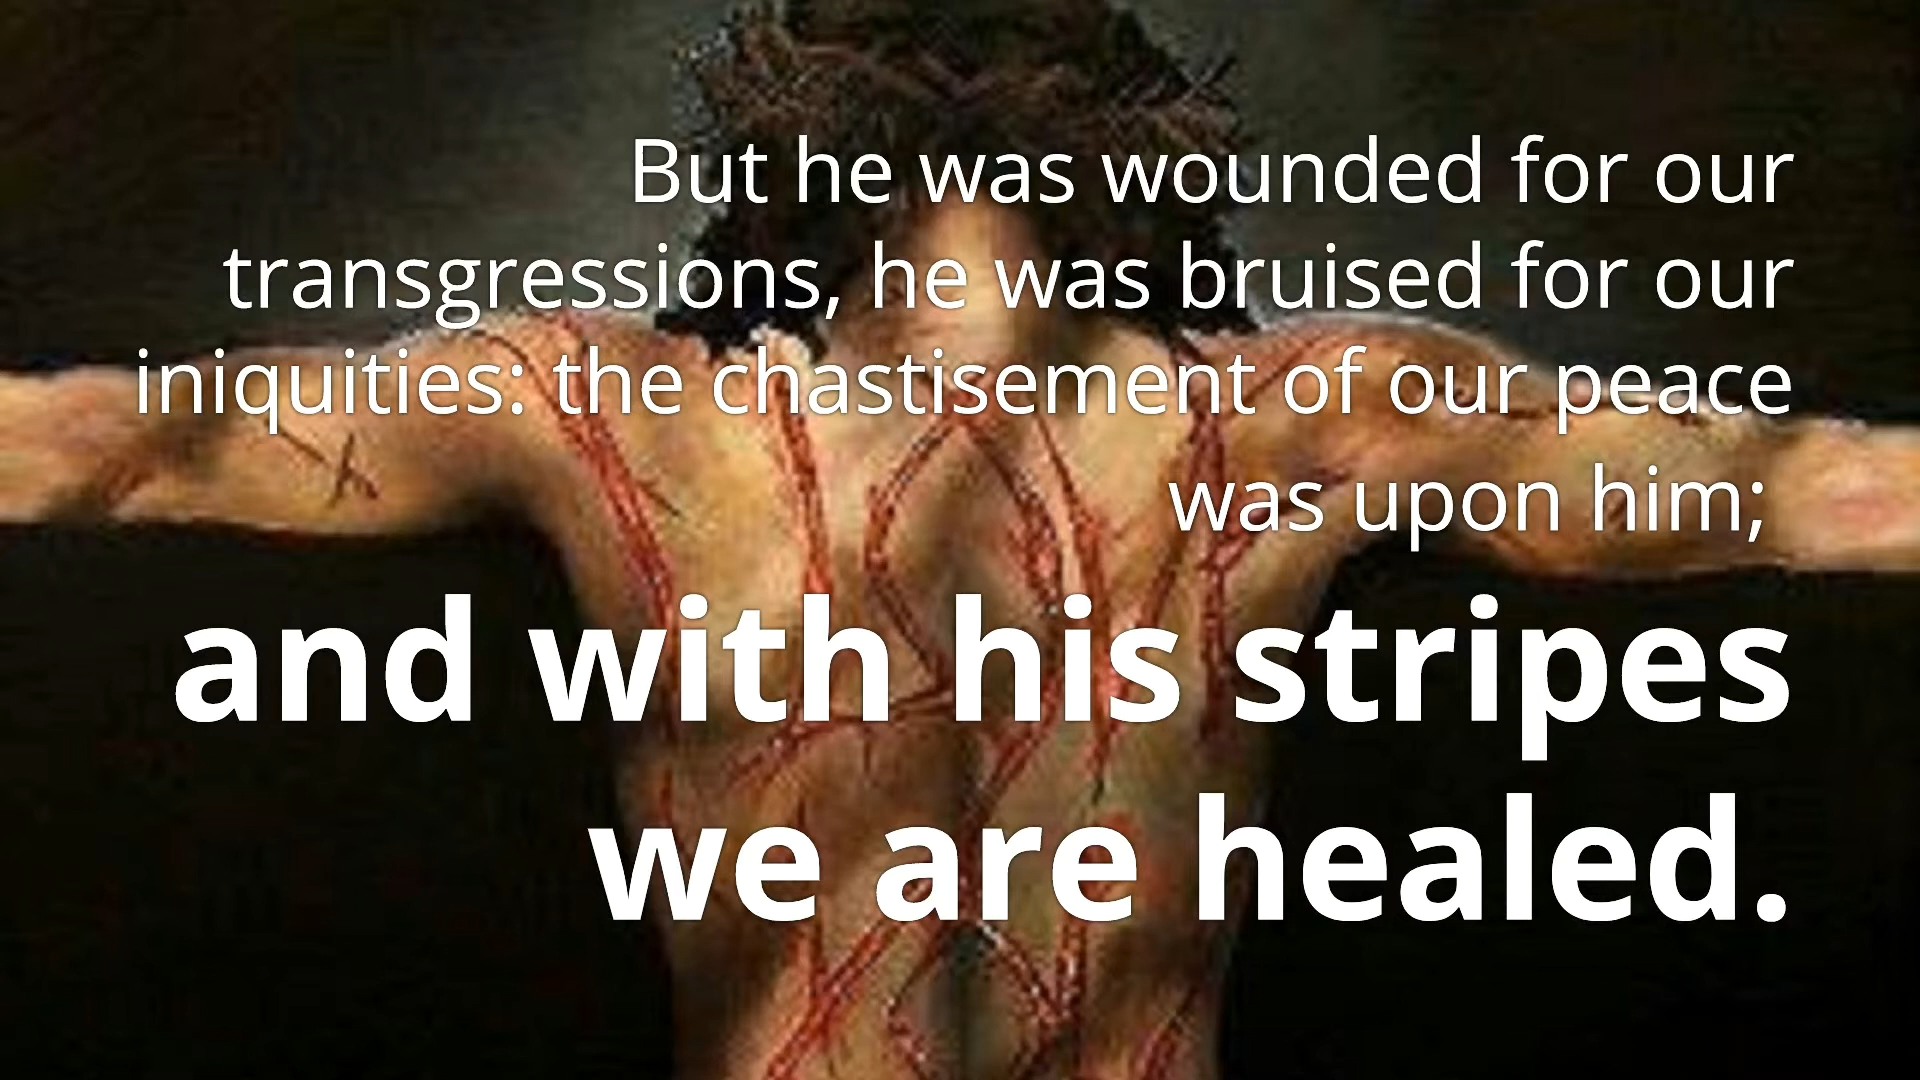 But he was wounded for our
transgressions, he was bruised for our
iniquities: the chastisement of our peace
was upon him;
and with his stripes
we are healed.